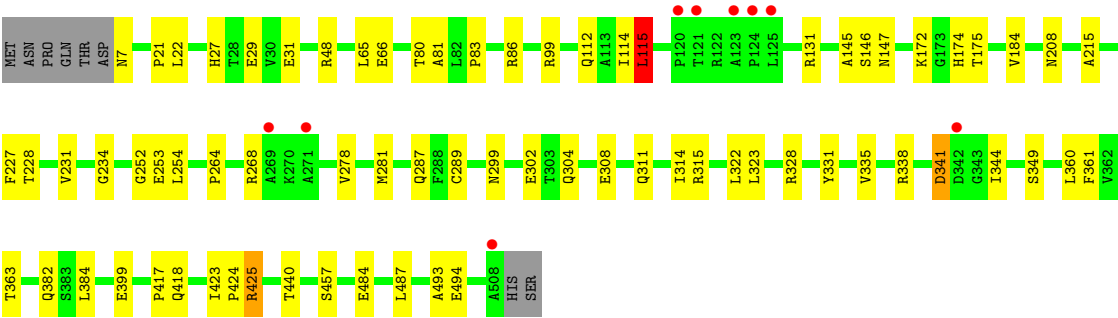 MET ASN PRO GLN THR ASP N7 P21 L22 H27 T28 E29 V30 E31 R48 L65 E66 T80 A81 L82 P83 R86 R99 Q112 A113 I114 L115 P120 T121 R122 A123 P124 L125 R131 A145 S146 N147 K172 G173 H174 T175 V184 N208 A215
F227 T228 V231 G234 G252 E253 L254 P264 R268 A269 K270 A271 V278 M281 Q287 F288 C289 N299 E302 T303 Q304 E308 Q311 I314 R315 L322 L323 R328 Y331 V335 R338 D341 D342 G343 I344 S349 L360 F361 V362
T363 Q382 S383 L384 E399 P417 Q418 I423 P424 R425 T440 S457 E484 L487 A493 E494 A508 HIS SER